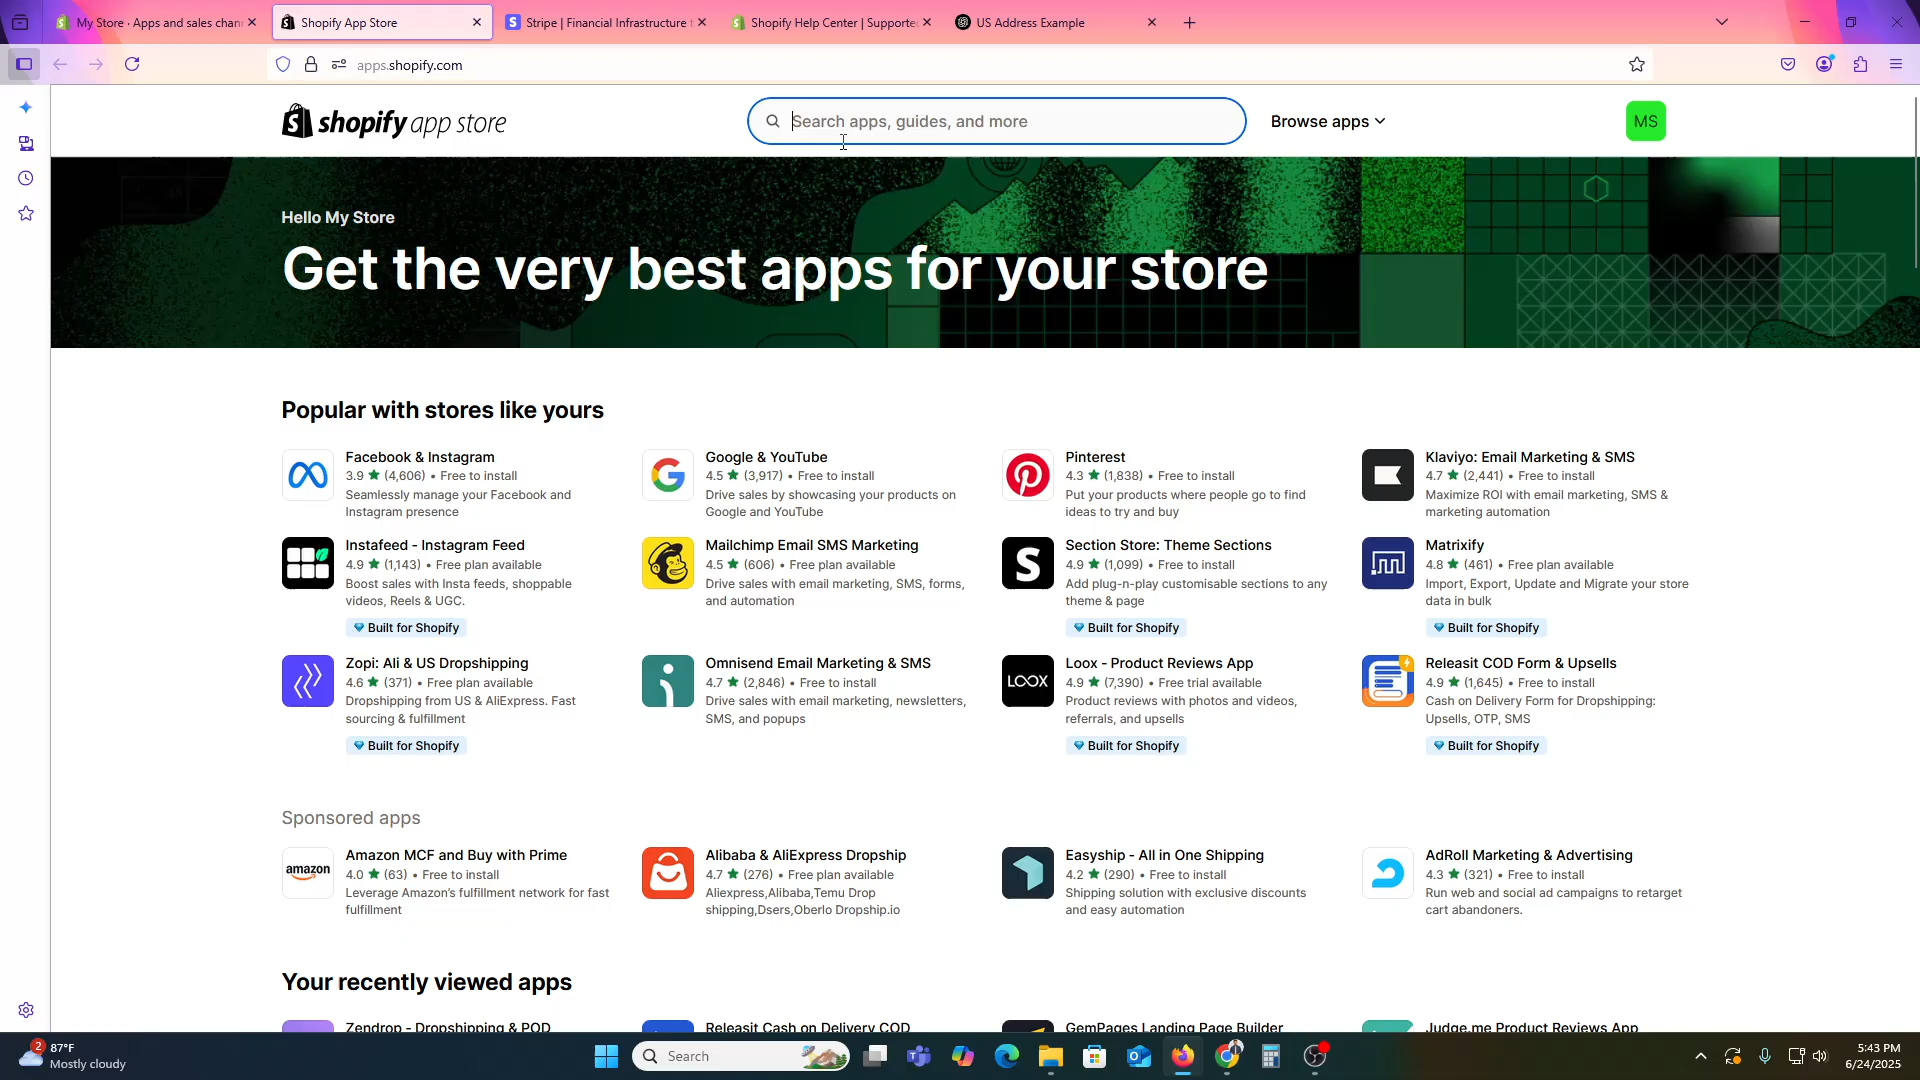 My Store · Apps and sales chan
Shopify App Store
Stripe | Financial Infrastructure t
Shopify Help Center | Supporte
US Address Example
apps.shopify.com
shopify app store
Search apps, guides, and more
Browse apps
MS
Hello My Store
Get the very best apps for your store
Popular with stores like yours
Facebook & Instagram
3.9 ★ (4,606) • Free to install
Seamlessly manage your Facebook and
Instagram presence
Google & YouTube
4.5 ★ (3,917) • Free to install
Drive sales by showcasing your products on
Google and YouTube
Pinterest
4.3 ★ (1,838) • Free to install
Put your products where people go to find
ideas to try and buy
Klaviyo: Email Marketing & SMS
4.7 ★ (2,441) • Free to install
Maximize ROI with email marketing, SMS &
marketing automation
Instafeed - Instagram Feed
4.9 ★ (1,143) • Free plan available
Boost sales with Insta feeds, shoppable
videos, Reels & UGC.
Built for Shopify
Mailchimp Email SMS Marketing
4.5 ★ (606) • Free plan available
Drive sales with email marketing, SMS, forms,
and automation
Section Store: Theme Sections
4.9 ★ (1,099) • Free to install
Add plug-n-play customisable sections to any
theme & page
Built for Shopify
Matrixify
4.8 ★ (461) • Free plan available
Import, Export, Update and Migrate your store
data in bulk
Built for Shopify
Zopi: Ali & US Dropshipping
4.6 ★ (371) • Free plan available
Dropshipping from US & AliExpress. Fast
sourcing & fulfillment
Built for Shopify
Omnisend Email Marketing & SMS
4.7 ★ (2,846) • Free to install
Drive sales with email marketing, newsletters,
SMS, and popups
LOOX
Loox - Product Reviews App
4.9 ★ (7,390) • Free trial available
Product reviews with photos and videos,
referrals, and upsells
Built for Shopify
Releasit COD Form & Upsells
4.9 ★ (1,645) • Free to install
Cash on Delivery Form for Dropshipping:
Upsells, OTP, SMS
Built for Shopify
Sponsored apps
amazon
Amazon MCF and Buy with Prime
4.0 ★ (63) • Free to install
Leverage Amazon's fulfillment network for fast
fulfillment
Alibaba & AliExpress Dropship
4.7 ★ (276) • Free plan available
Aliexpress,Alibaba,Temu Drop
shipping,Dsers,Oberlo Dropship.io
Easyship - All in One Shipping
4.2 ★ (290) • Free to install
Shipping solution with exclusive discounts
and easy automation
AdRoll Marketing & Advertising
4.3 ★ (321) • Free to install
Run web and social ad campaigns to retarget
cart abandoners.
Your recently viewed apps
Zendrop - Dropshipping & POD
Releasit Cash on Delivery COD
GemPages Landing Page Builder
Judge.me Product Reviews App
2
87°F
Mostly cloudy
Search
5:43 PM
6/24/2025